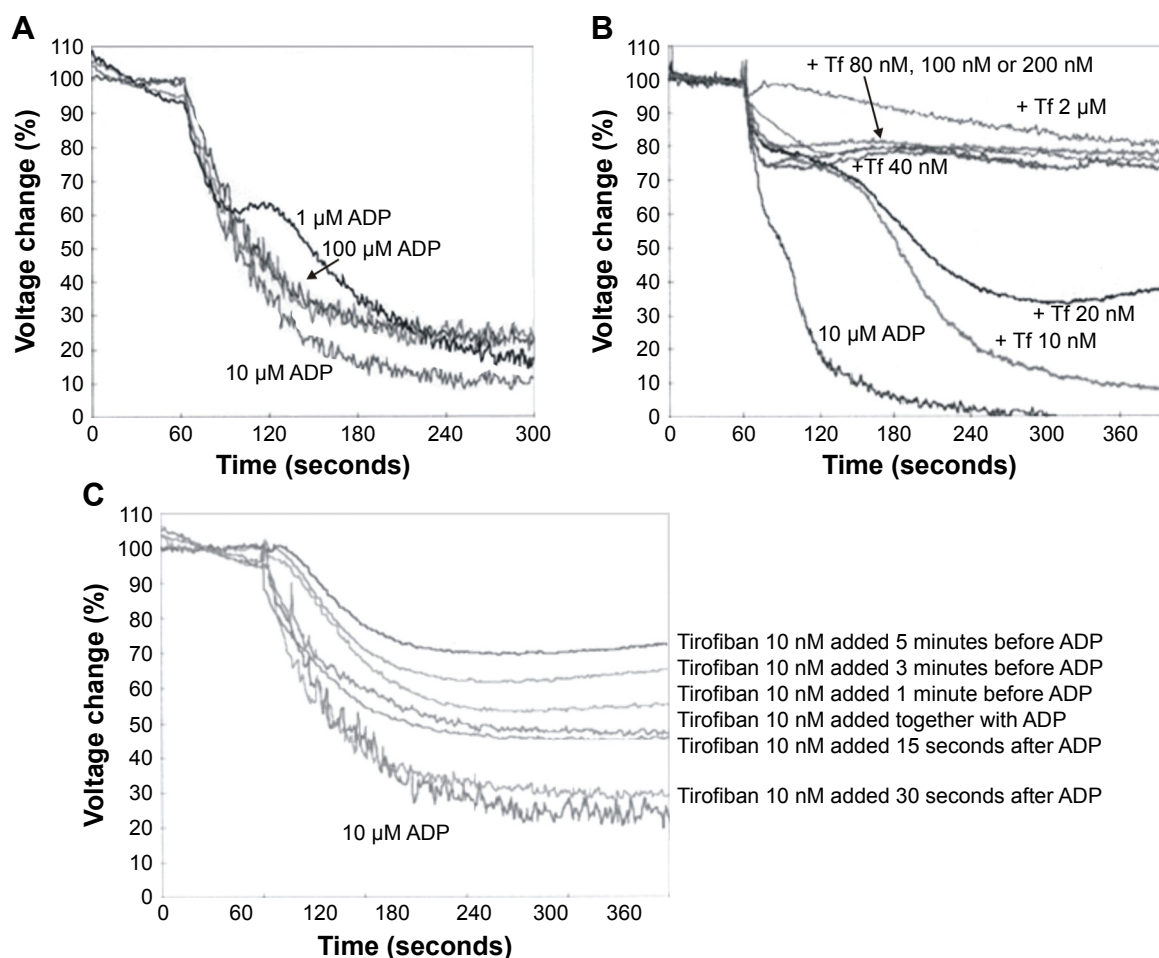 A
Voltage change (%)
110
100
90
80
70
60
50
40
30
20
10
0
1 µM ADP
100 µM ADP
10 µM ADP
0 60 120 180 240 300
Time (seconds)
B
Voltage change (%)
110
100
90
80
70
60
50
40
30
20
10
0
+ Tf 80 nM, 100 nM or 200 nM
+ Tf 2 µM
+Tf 40 nM
+ Tf 20 nM
10 µM ADP
+ Tf 10 nM
0 60 120 180 240 300 360
Time (seconds)
C
Voltage change (%)
110
100
90
80
70
60
50
40
30
20
10
0
Tirofiban 10 nM added 5 minutes before ADP
Tirofiban 10 nM added 3 minutes before ADP
Tirofiban 10 nM added 1 minute before ADP
Tirofiban 10 nM added together with ADP
Tirofiban 10 nM added 15 seconds after ADP
Tirofiban 10 nM added 30 seconds after ADP
10 µM ADP
0 60 120 180 240 300 360
Time (seconds)